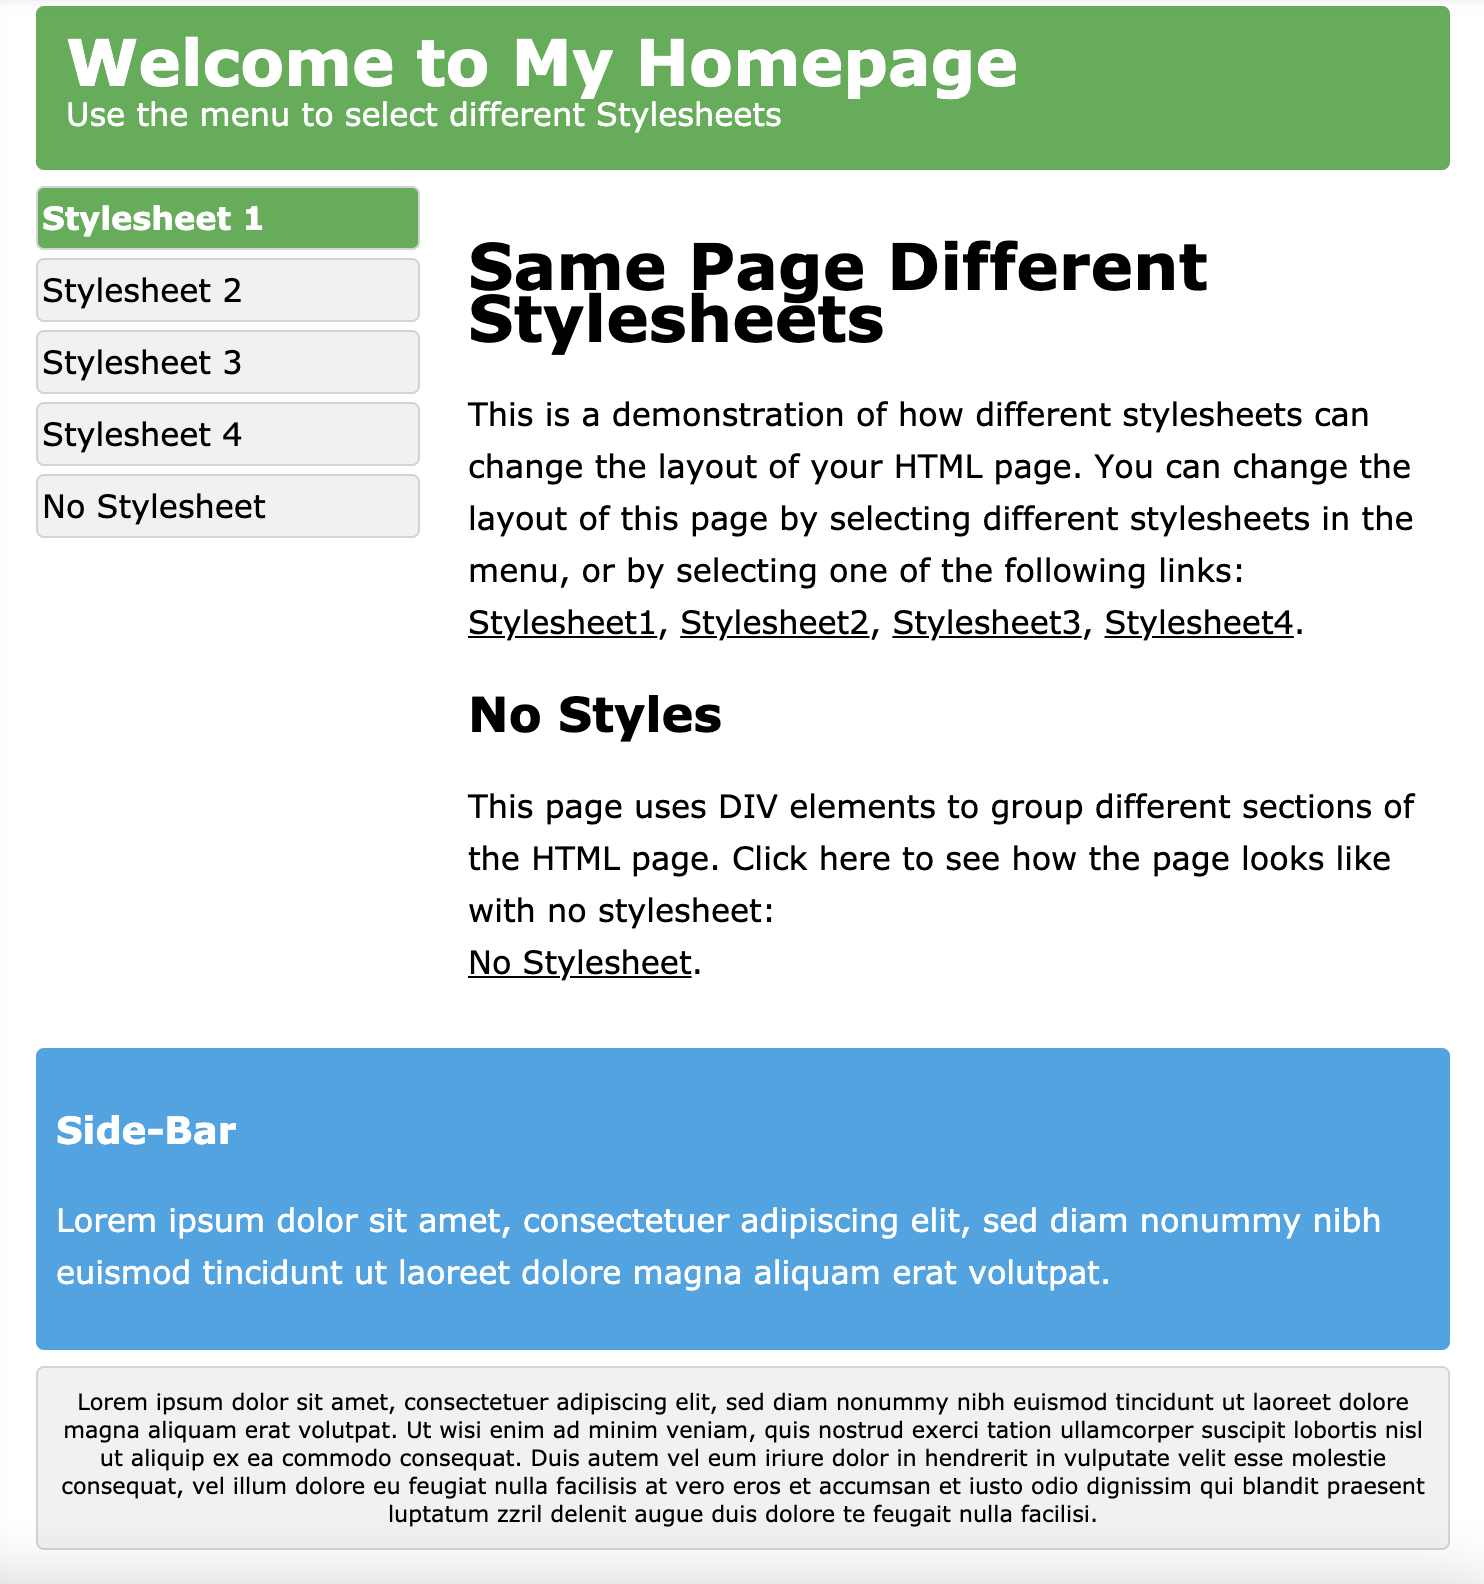 Welcome to My Homepage
Use the menu to select different Stylesheets
Stylesheet 1
Stylesheet 2
Stylesheet 3
Stylesheet 4
No Stylesheet
Same Page Different
Stylesheets
This is a demonstration of how different stylesheets can
change the layout of your HTML page. You can change the
layout of this page by selecting different stylesheets in the
menu, or by selecting one of the following links:
Stylesheet1, Stylesheet2, Stylesheet3, Stylesheet4.
No Styles
This page uses DIV elements to group different sections of
the HTML page. Click here to see how the page looks like
with no stylesheet:
No Stylesheet.
Side-Bar
Lorem ipsum dolor sit amet, consectetuer adipiscing elit, sed diam nonummy nibh
euismod tincidunt ut laoreet dolore magna aliquam erat volutpat.
Lorem ipsum dolor sit amet, consectetuer adipiscing elit, sed diam nonummy nibh euismod tincidunt ut laoreet dolore
magna aliquam erat volutpat. Ut wisi enim ad minim veniam, quis nostrud exerci tation ullamcorper suscipit lobortis nisl
ut aliquip ex ea commodo consequat. Duis autem vel eum iriure dolor in hendrerit in vulputate velit esse molestie
consequat, vel illum dolore eu feugiat nulla facilisis at vero eros et accumsan et iusto odio dignissim qui blandit praesent
luptatum zzril delenit augue duis dolore te feugait nulla facilisi.